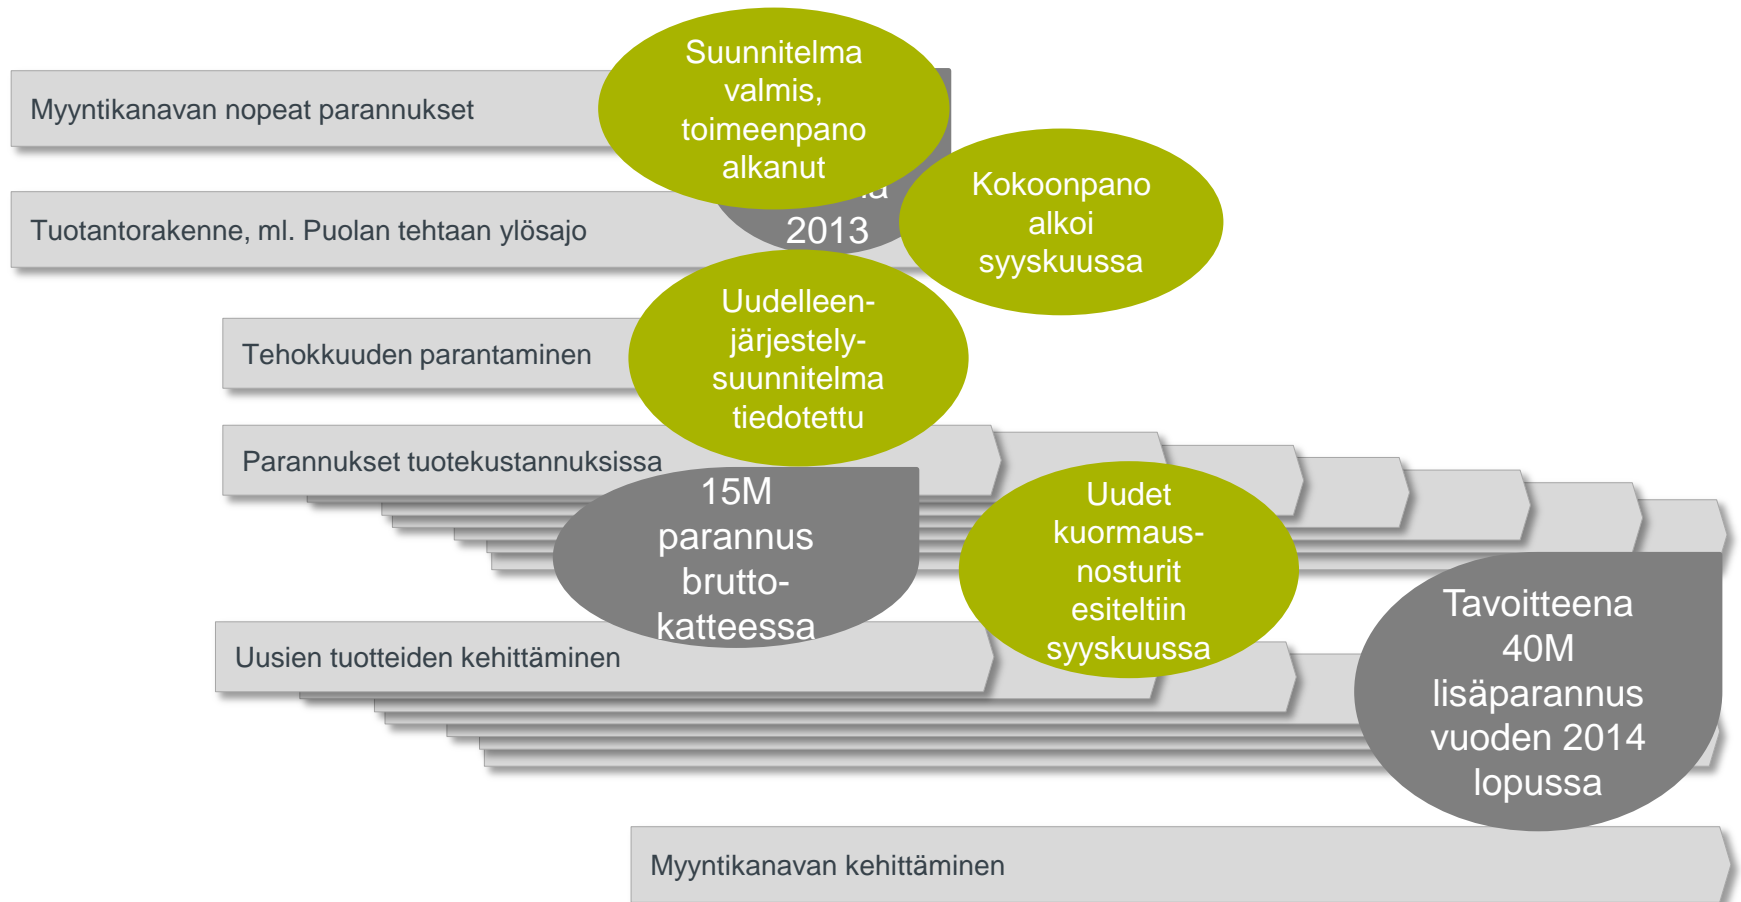 Suunnitelma
valmis,
toimeenpano
alkanut
Myyntikanavan nopeat parannukset
2013
Kokoonpano
alkoi
syyskuussa
Tuotantorakenne, ml. Puolan tehtaan ylösajo
Uudelleen-
järjestely-
suunnitelma
tiedotettu
Tehokkuuden parantaminen
Parannukset tuotekustannuksissa
15M
parannus
brutto-
katteessa
Uudet
kuormaus-
nosturit
esiteltiin
syyskuussa
Uusien tuotteiden kehittäminen
Tavoitteena
40M
lisäparannus
vuoden 2014
lopussa
Myyntikanavan kehittäminen